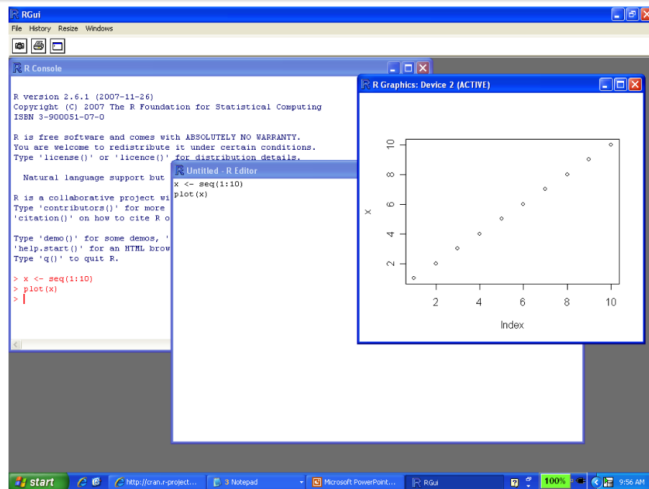 RGui
File History Resize Windows
R Console
R version 2.6.1 (2007-11-26)
Copyright (C) 2007 The R Foundation for Statistical Computing
ISBN 3-900051-07-0
R is free software and comes with ABSOLUTELY NO WARRANTY.
You are welcome to redistribute it under certain conditions.
Type 'license()' or 'licence()' for distribution details.
Natural language support but
R is a collaborative project wi
Type 'contributors()' for more
'citation()' on how to cite R o
Type 'demo()' for some demos, '
'help.start()' for an HTML brow
Type 'q()' to quit R.
> x <- seq(1:10)
> plot(x)
>
Untitled - R Editor
x <- seq(1:10)
plot(x)
R Graphics: Device 2 (ACTIVE)
10
8
6
4
2
x
2 4 6 8 10
Index
start
http://cran.r-project...
3 Notepad
Microsoft PowerPoint...
RGui
100%
9:56 AM